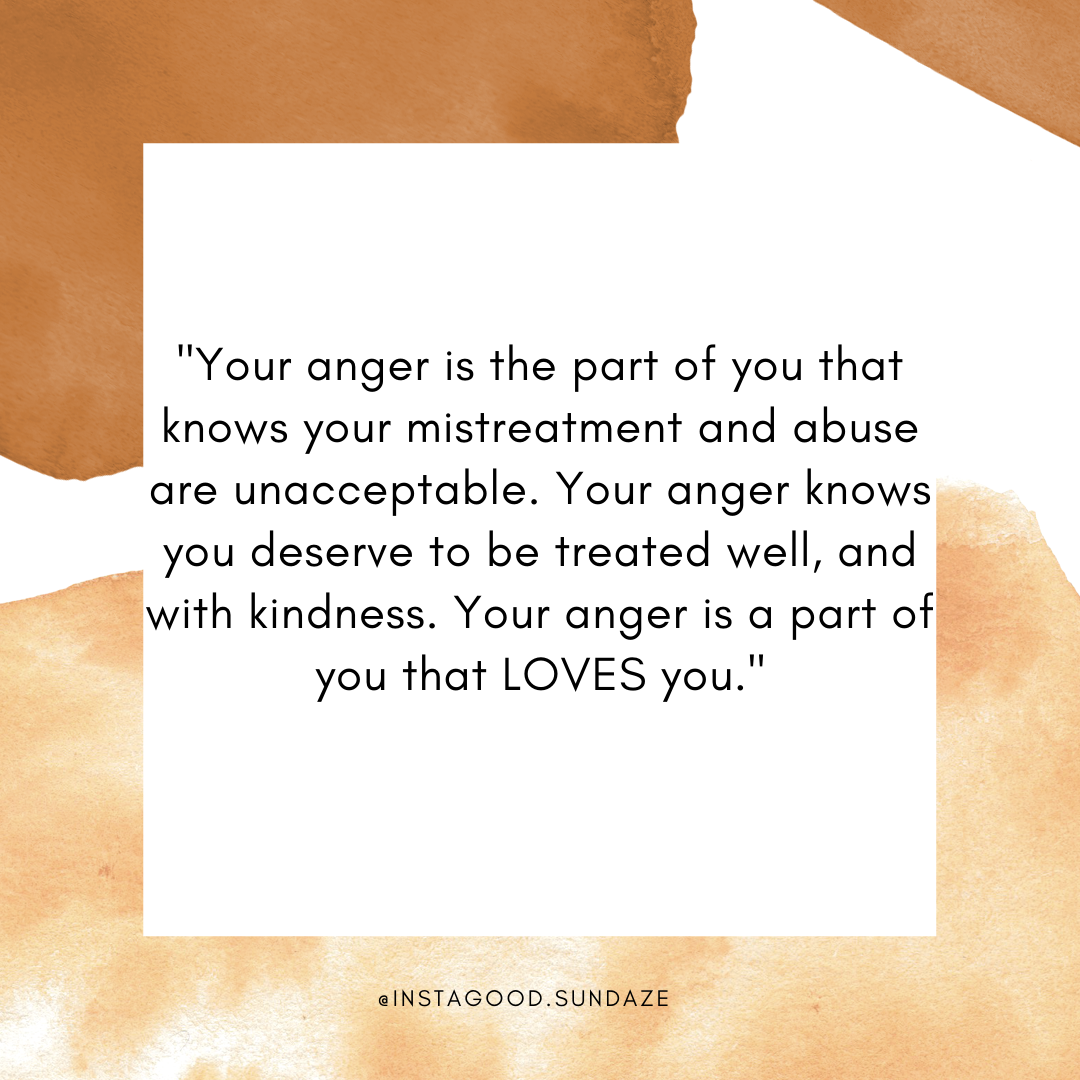 "Your anger is the part of you that
knows your mistreatment and abuse
are unacceptable. Your anger knows
you deserve to be treated well, and
with kindness. Your anger is a part of
you that LOVES you."
@INSTAGOOD.SUNDAZE